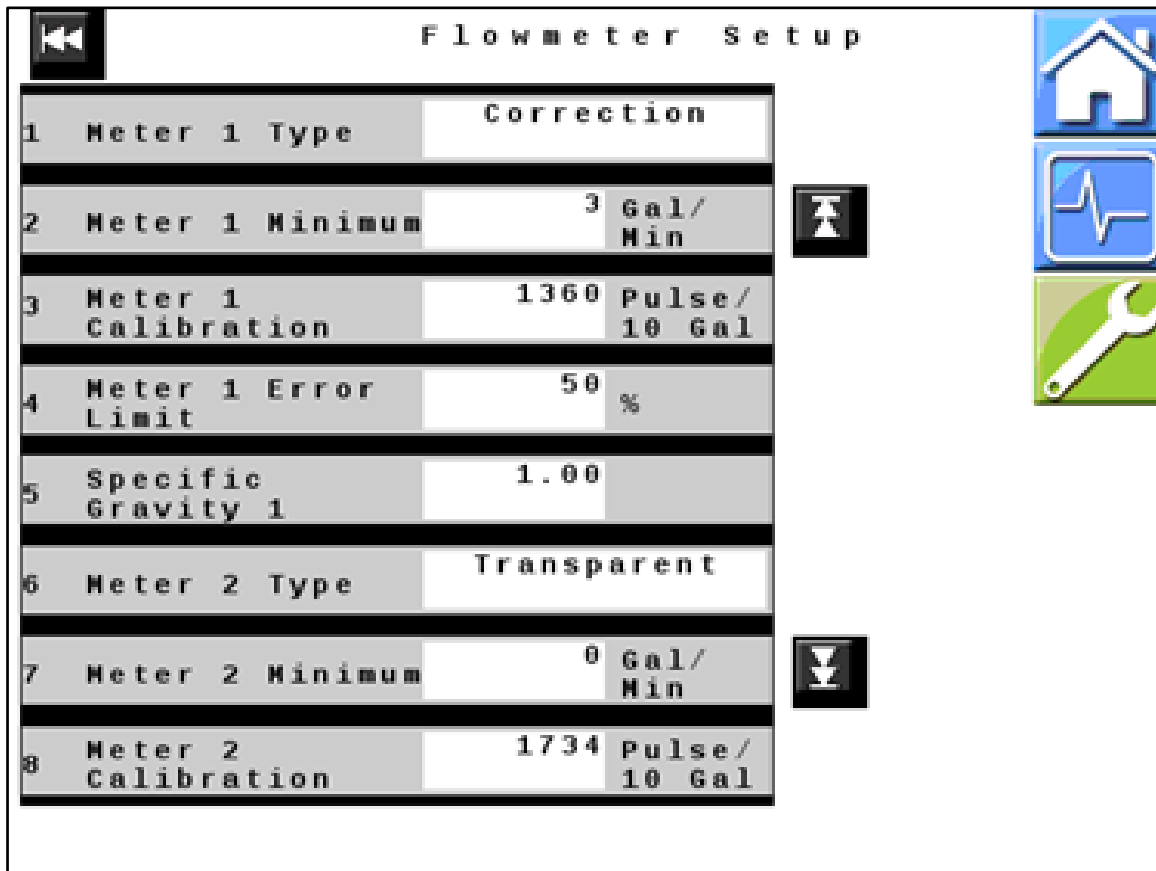 Flowmeter Setup
1 Meter 1 Type Correction
2 Meter 1 Minimum 3 Gal/
Min
3 Meter 1 1360 Pulse/
Calibration 10 Gal
4 Meter 1 Error 50 %
Limit
5 Specific 1.00
Gravity 1
6 Meter 2 Type Transparent
7 Meter 2 Minimum 0 Gal/
Min
8 Meter 2 1734 Pulse/
Calibration 10 Gal